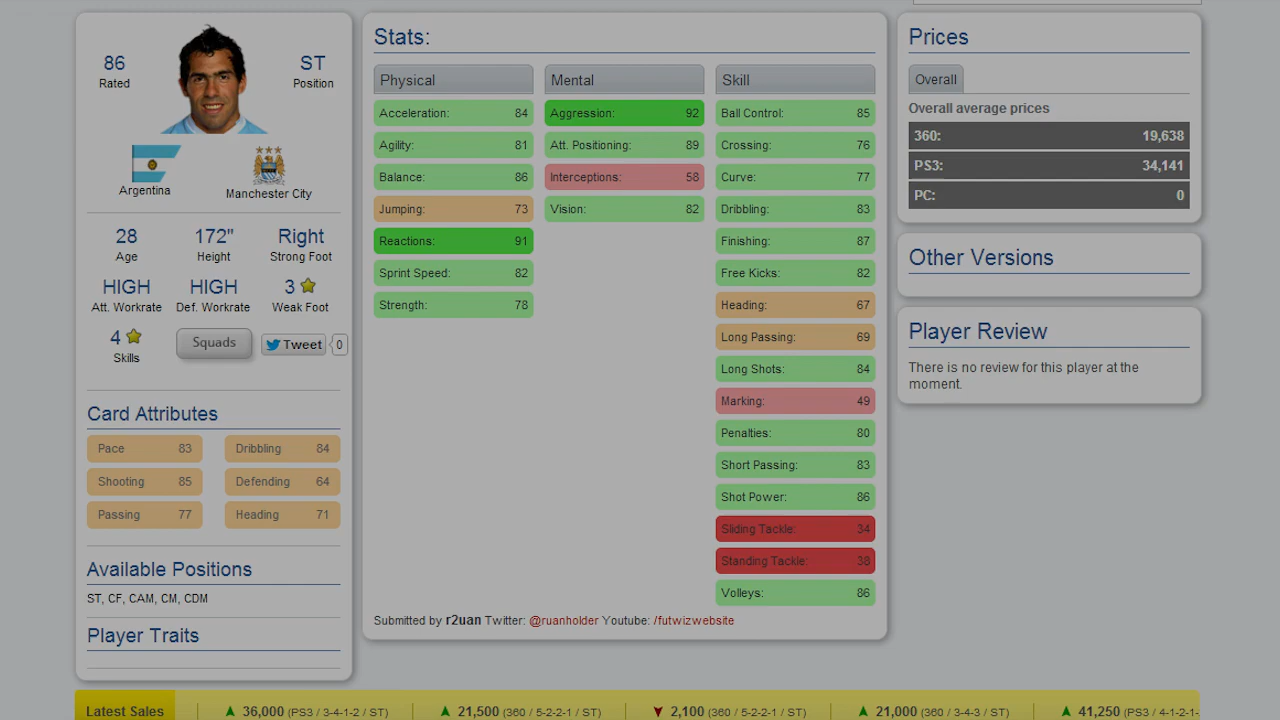 86
Rated
ST
Position
Argentina
Manchester City
28
Age
172"
Height
Right
Strong Foot
HIGH
Att. Workrate
HIGH
Def. Workrate
3
Weak Foot
4
Skills
Squads
Tweet
0
Card Attributes
Pace 83
Dribbling 84
Shooting 85
Defending 64
Passing 77
Heading 71
Available Positions
ST, CF, CAM, CM, CDM
Player Traits
Stats:
Physical
Acceleration: 84
Agility: 81
Balance: 86
Jumping: 73
Reactions: 91
Sprint Speed: 82
Strength: 78
Mental
Aggression: 92
Att. Positioning: 89
Interceptions: 58
Vision: 82
Skill
Ball Control: 85
Crossing: 76
Curve: 77
Dribbling: 83
Finishing: 87
Free Kicks: 82
Heading: 67
Long Passing: 69
Long Shots: 84
Marking: 49
Penalties: 80
Short Passing: 83
Shot Power: 86
Sliding Tackle: 34
Standing Tackle: 38
Volleys: 86
Submitted by r2uan Twitter: @ruanholder Youtube: /futwizwebsite
Prices
Overall
Overall average prices
360: 19,638
PS3: 34,141
PC: 0
Other Versions
Player Review
There is no review for this player at the
moment.
Latest Sales
36,000 (PS3 / 3-4-1-2 / ST)
21,500 (360 / 5-2-2-1 / ST)
2,100 (360 / 5-2-2-1 / ST)
21,000 (360 / 3-4-3 / ST)
41,250 (PS3 / 4-1-2-1-